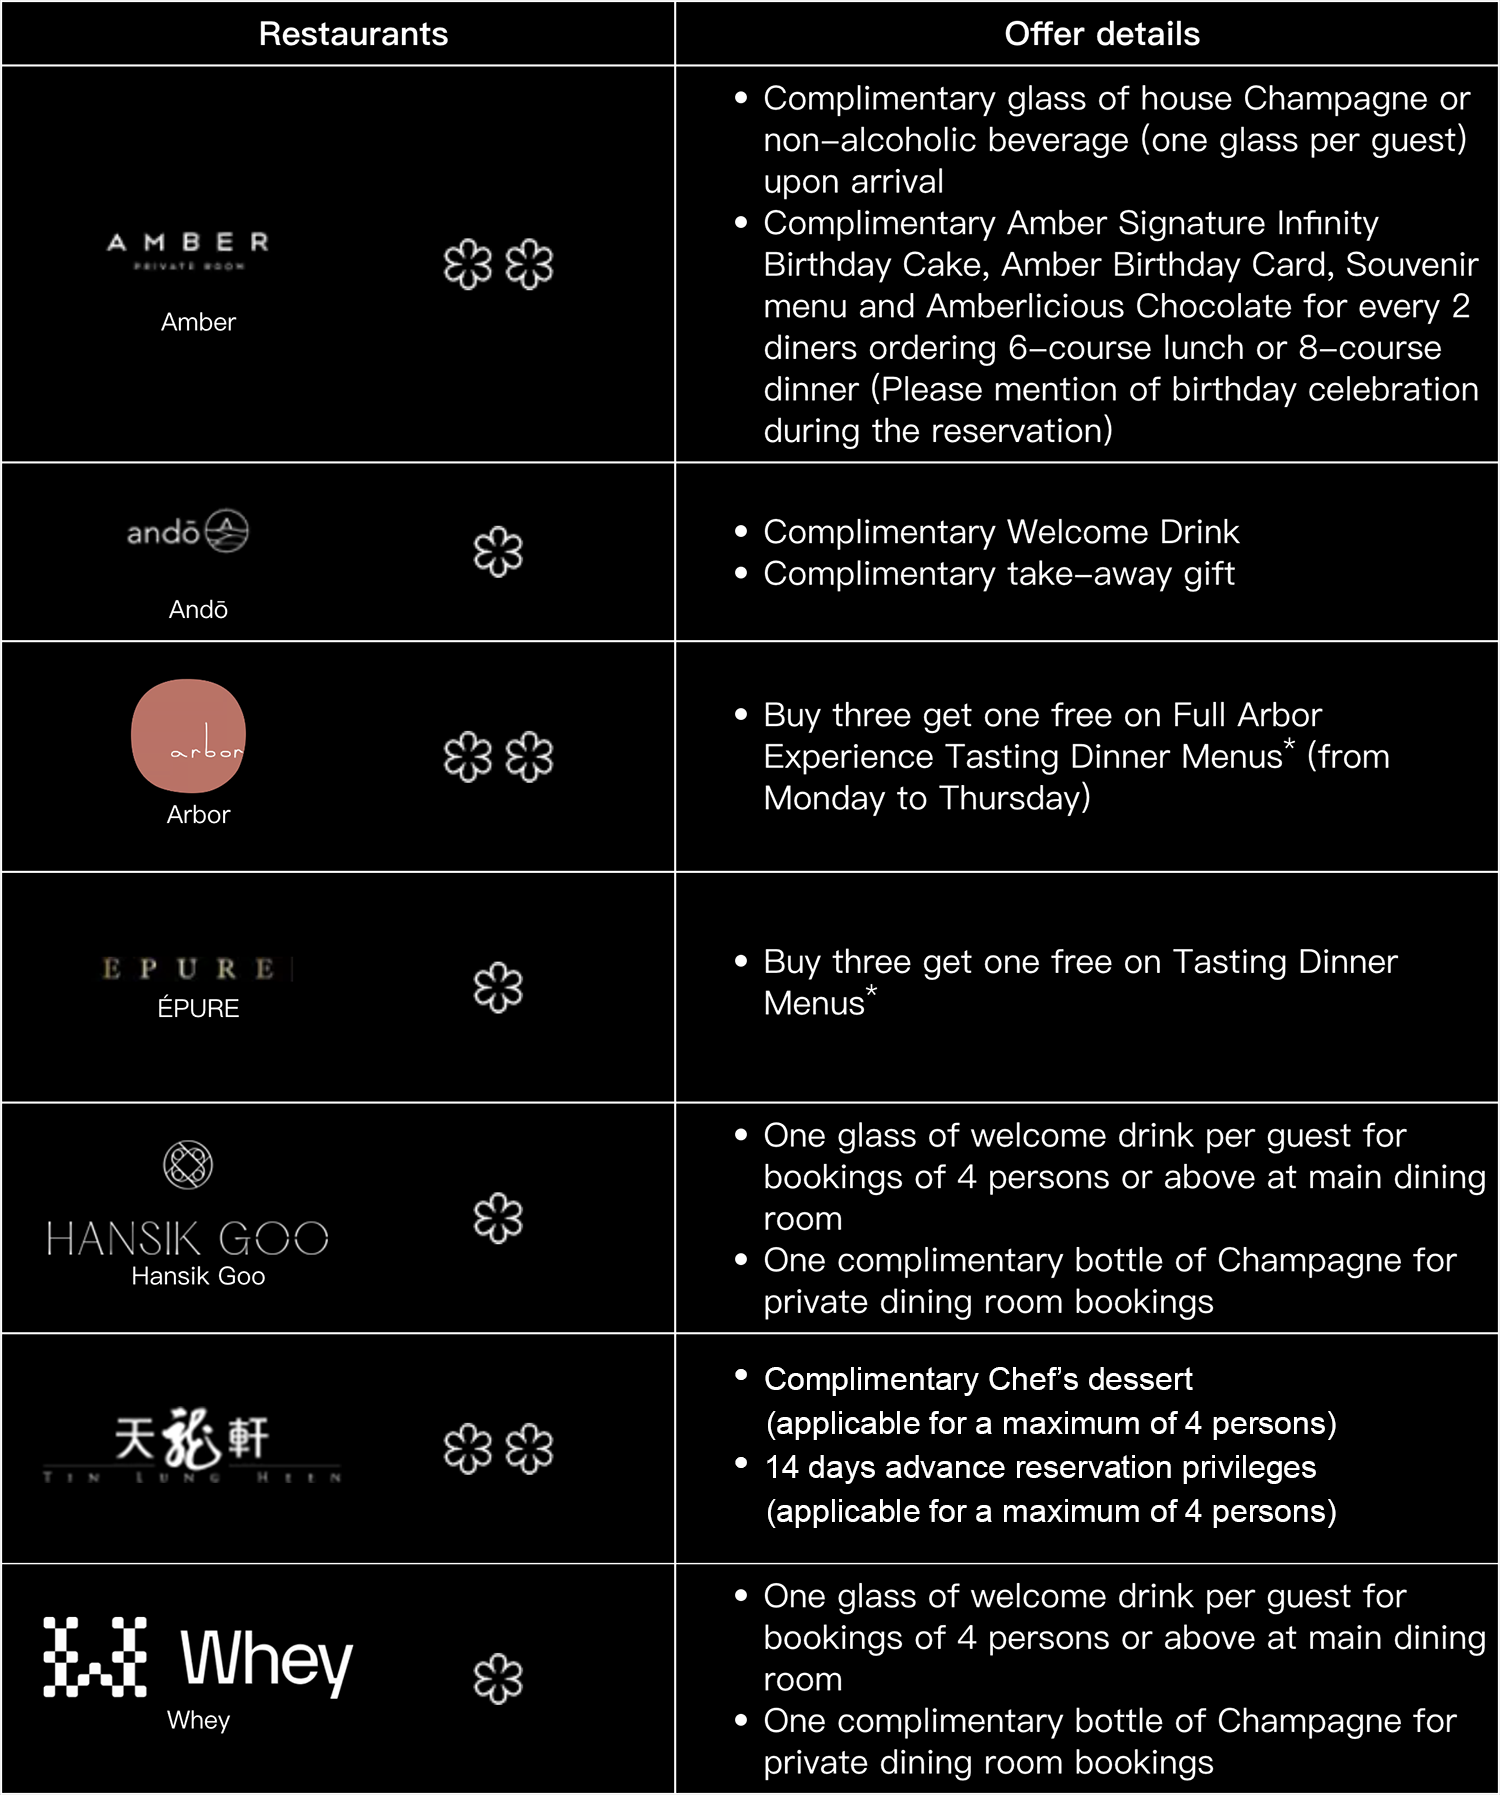 Restaurants
Offer details
AMBER
PRIVATE ROOM
Amber
• Complimentary glass of house Champagne or
non–alcoholic beverage (one glass per guest)
upon arrival
• Complimentary Amber Signature Infinity
Birthday Cake, Amber Birthday Card, Souvenir
menu and Amberlicious Chocolate for every 2
diners ordering 6–course lunch or 8–course
dinner (Please mention of birthday celebration
during the reservation)
andō
Andō
• Complimentary Welcome Drink
• Complimentary take–away gift
arbor
Arbor
• Buy three get one free on Full Arbor
Experience Tasting Dinner Menus* (from
Monday to Thursday)
EPURE
ÉPURE
• Buy three get one free on Tasting Dinner
Menus*
HANSIK GOO
Hansik Goo
• One glass of welcome drink per guest for
bookings of 4 persons or above at main dining
room
• One complimentary bottle of Champagne for
private dining room bookings
天龍軒
TIN LUNG HEEN
• Complimentary Chef’s dessert
(applicable for a maximum of 4 persons)
• 14 days advance reservation privileges
(applicable for a maximum of 4 persons)
Whey
Whey
• One glass of welcome drink per guest for
bookings of 4 persons or above at main dining
room
• One complimentary bottle of Champagne for
private dining room bookings